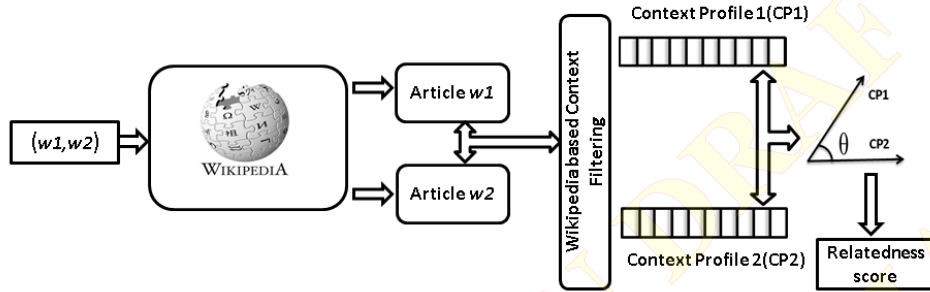 (w1,w2)
WIKIPEDIA
Article w1
Article w2
Wikipedia based Context
Filtering
Context Profile 1(CP1)
Context Profile 2(CP2)
CP1
θ
CP2
Relatedness
score